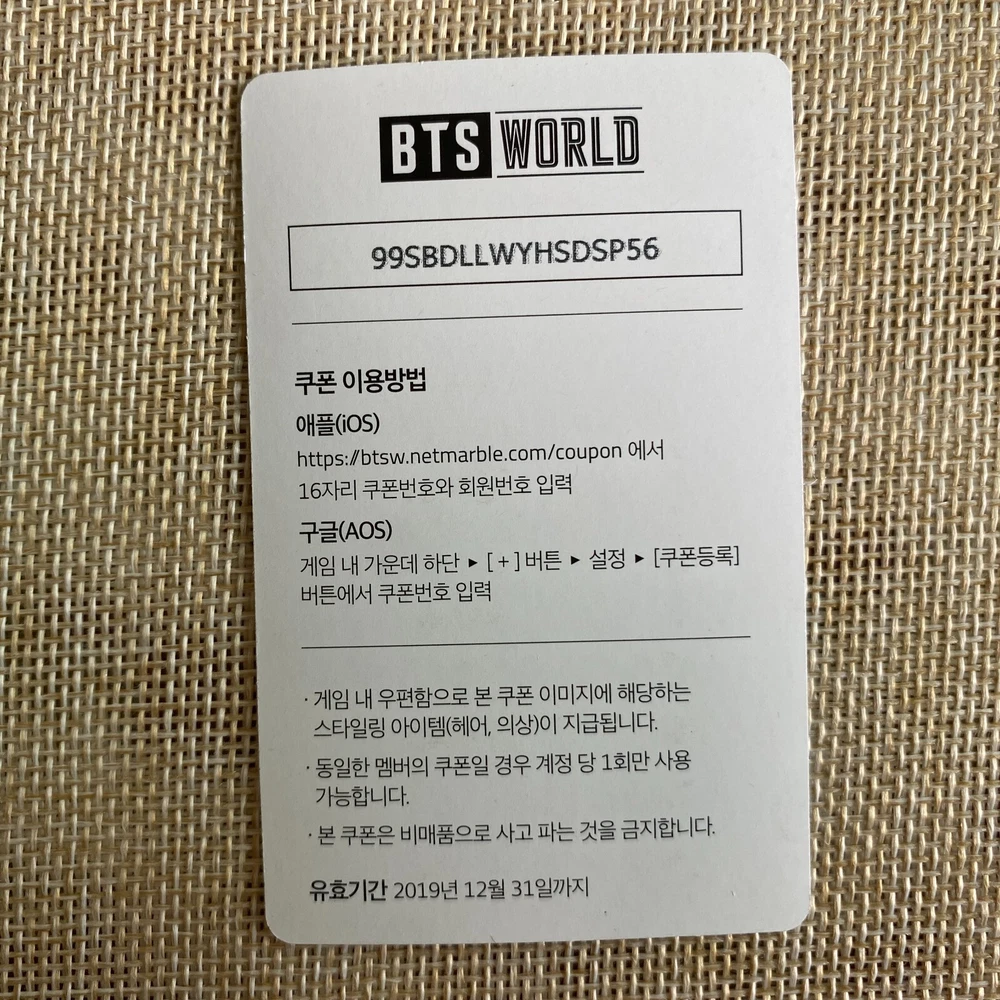 BTS WORLD
99SBDLLWYHSDSP56
쿠폰 이용방법
애플(iOS)
https://btsw.netmarble.com/coupon 에서
16자리 쿠폰번호와 회원번호 입력
구글(AOS)
게임 내 가운데 하단 ▸ [ + ] 버튼 ▸ 설정 ▸ [쿠폰등록]
버튼에서 쿠폰번호 입력
· 게임 내 우편함으로 본 쿠폰 이미지에 해당하는
스타일링 아이템(헤어, 의상)이 지급됩니다.
· 동일한 멤버의 쿠폰일 경우 계정 당 1회만 사용
가능합니다.
· 본 쿠폰은 비매품으로 사고 파는 것을 금지합니다.
유효기간 2019년 12월 31일까지